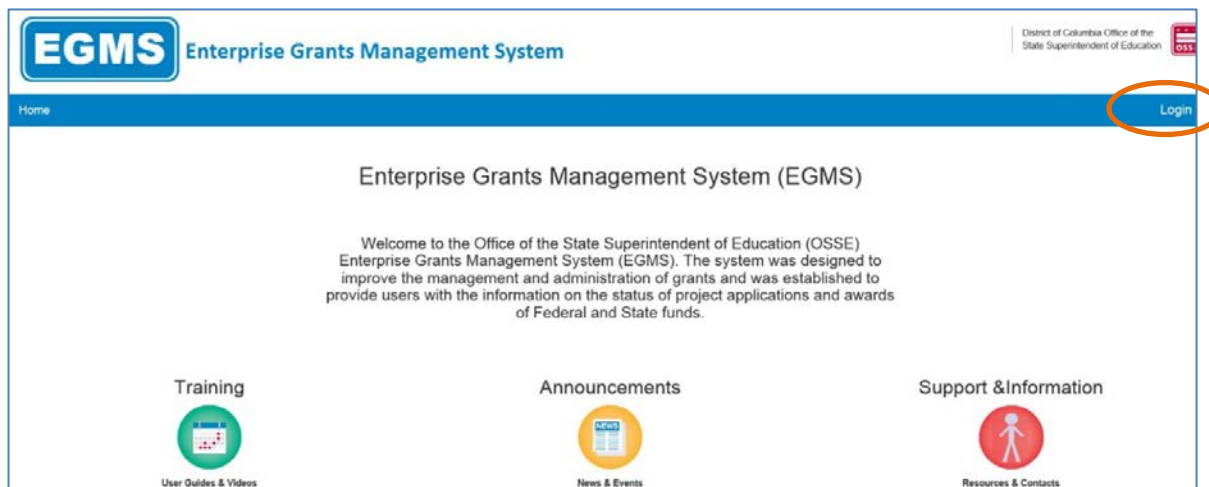 EGMS Enterprise Grants Management System
District of Columbia Office of the
State Superintendent of Education
OSS
Home
Login
Enterprise Grants Management System (EGMS)
Welcome to the Office of the State Superintendent of Education (OSSE)
Enterprise Grants Management System (EGMS). The system was designed to
improve the management and administration of grants and was established to
provide users with the information on the status of project applications and awards
of Federal and State funds.
Training
Announcements
Support &Information
NEWS
User Guides & Videos
News & Events
Resources & Contacts